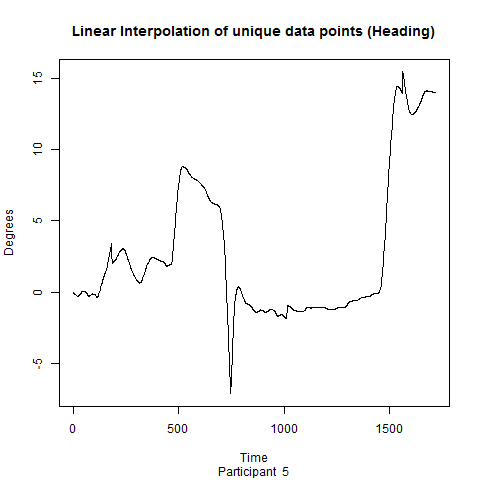 Linear Interpolation of unique data points (Heading)
15
10
5
0
-5
Degrees
0 500 1000 1500
Time
Participant 5